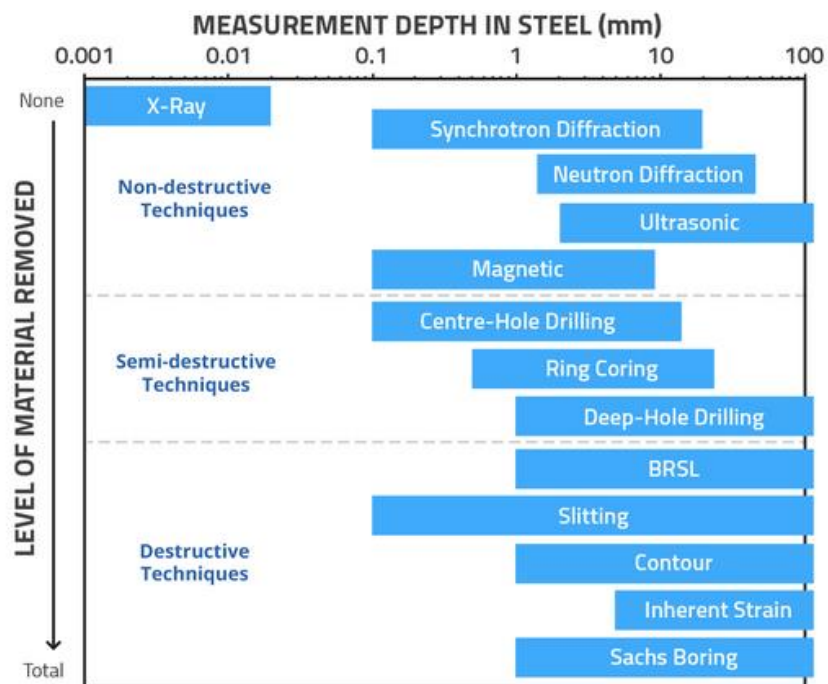 MEASUREMENT DEPTH IN STEEL (mm)
0.001 0.01 0.1 1 10 100
LEVEL OF MATERIAL REMOVED
None
X-Ray
Synchrotron Diffraction
Non-destructive
Techniques
Neutron Diffraction
Ultrasonic
Magnetic
Centre-Hole Drilling
Semi-destructive
Techniques
Ring Coring
Deep-Hole Drilling
BRSL
Slitting
Destructive
Techniques
Contour
Inherent Strain
Sachs Boring
Total